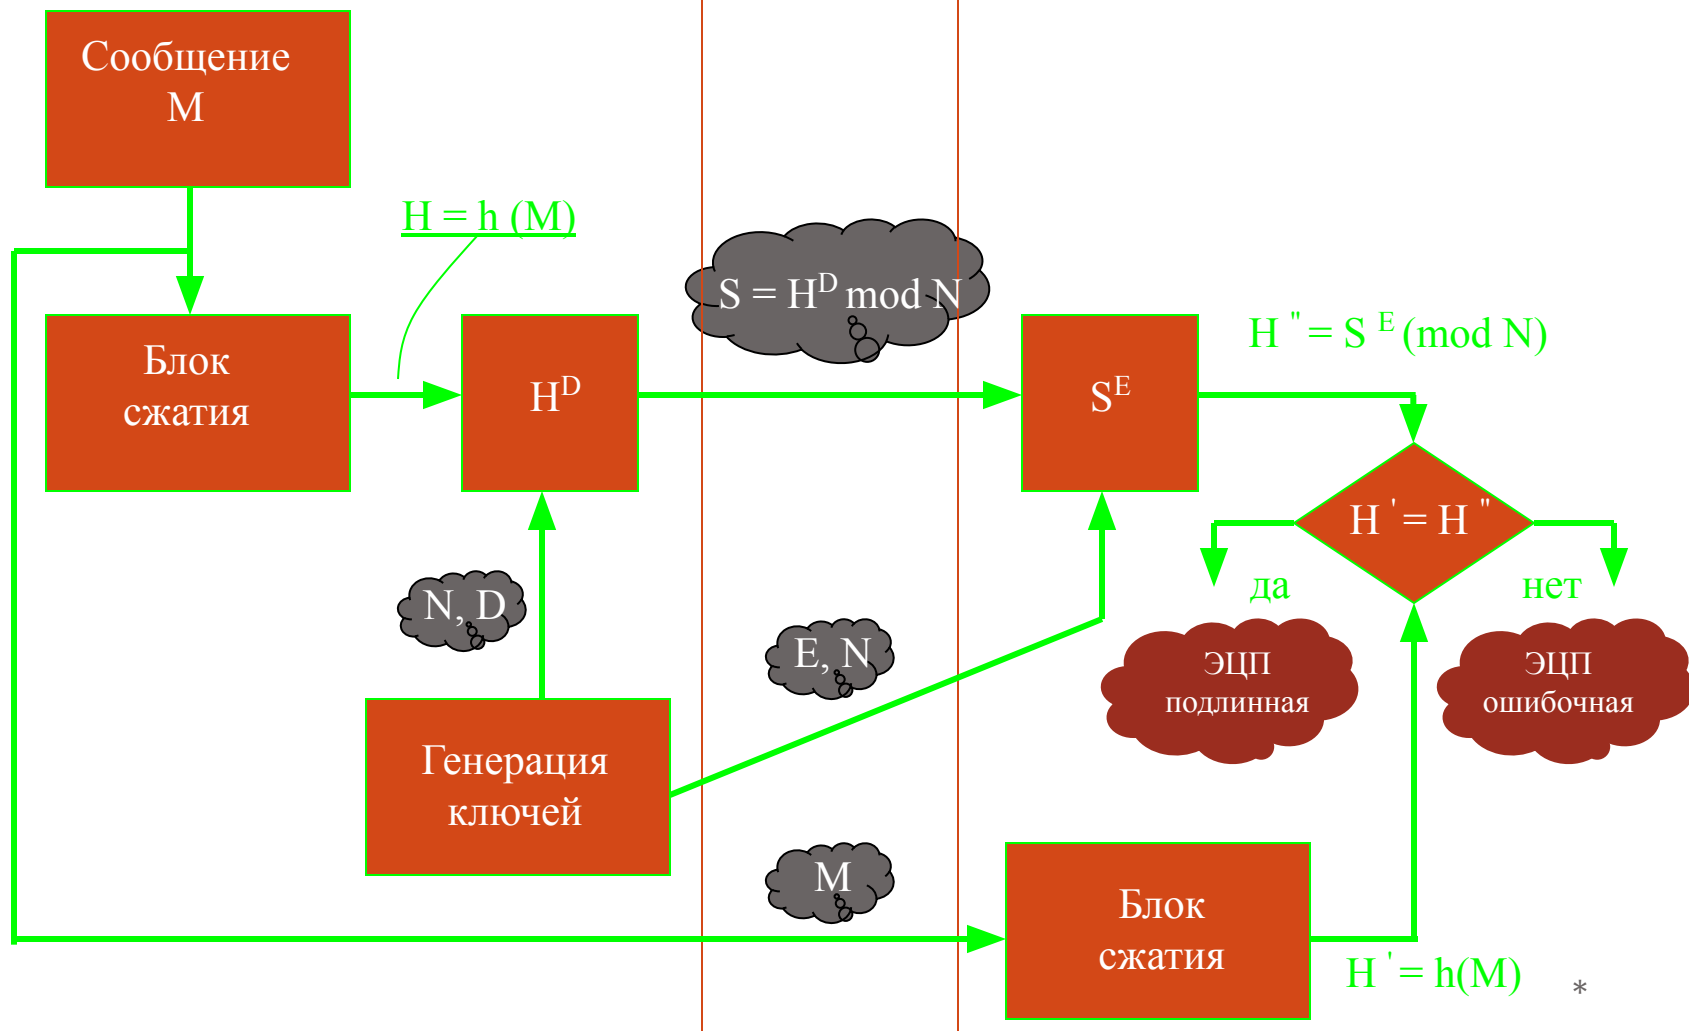 Сообщение
М
H = h (M)
S = H^D mod N
H " = S ^E (mod N)
Блок
сжатия
H^D
S^E
H ' = H "
да
нет
N, D
E, N
ЭЦП
подлинная
ЭЦП
ошибочная
Генерация
ключей
M
Блок
сжатия
H ' = h(M)
*